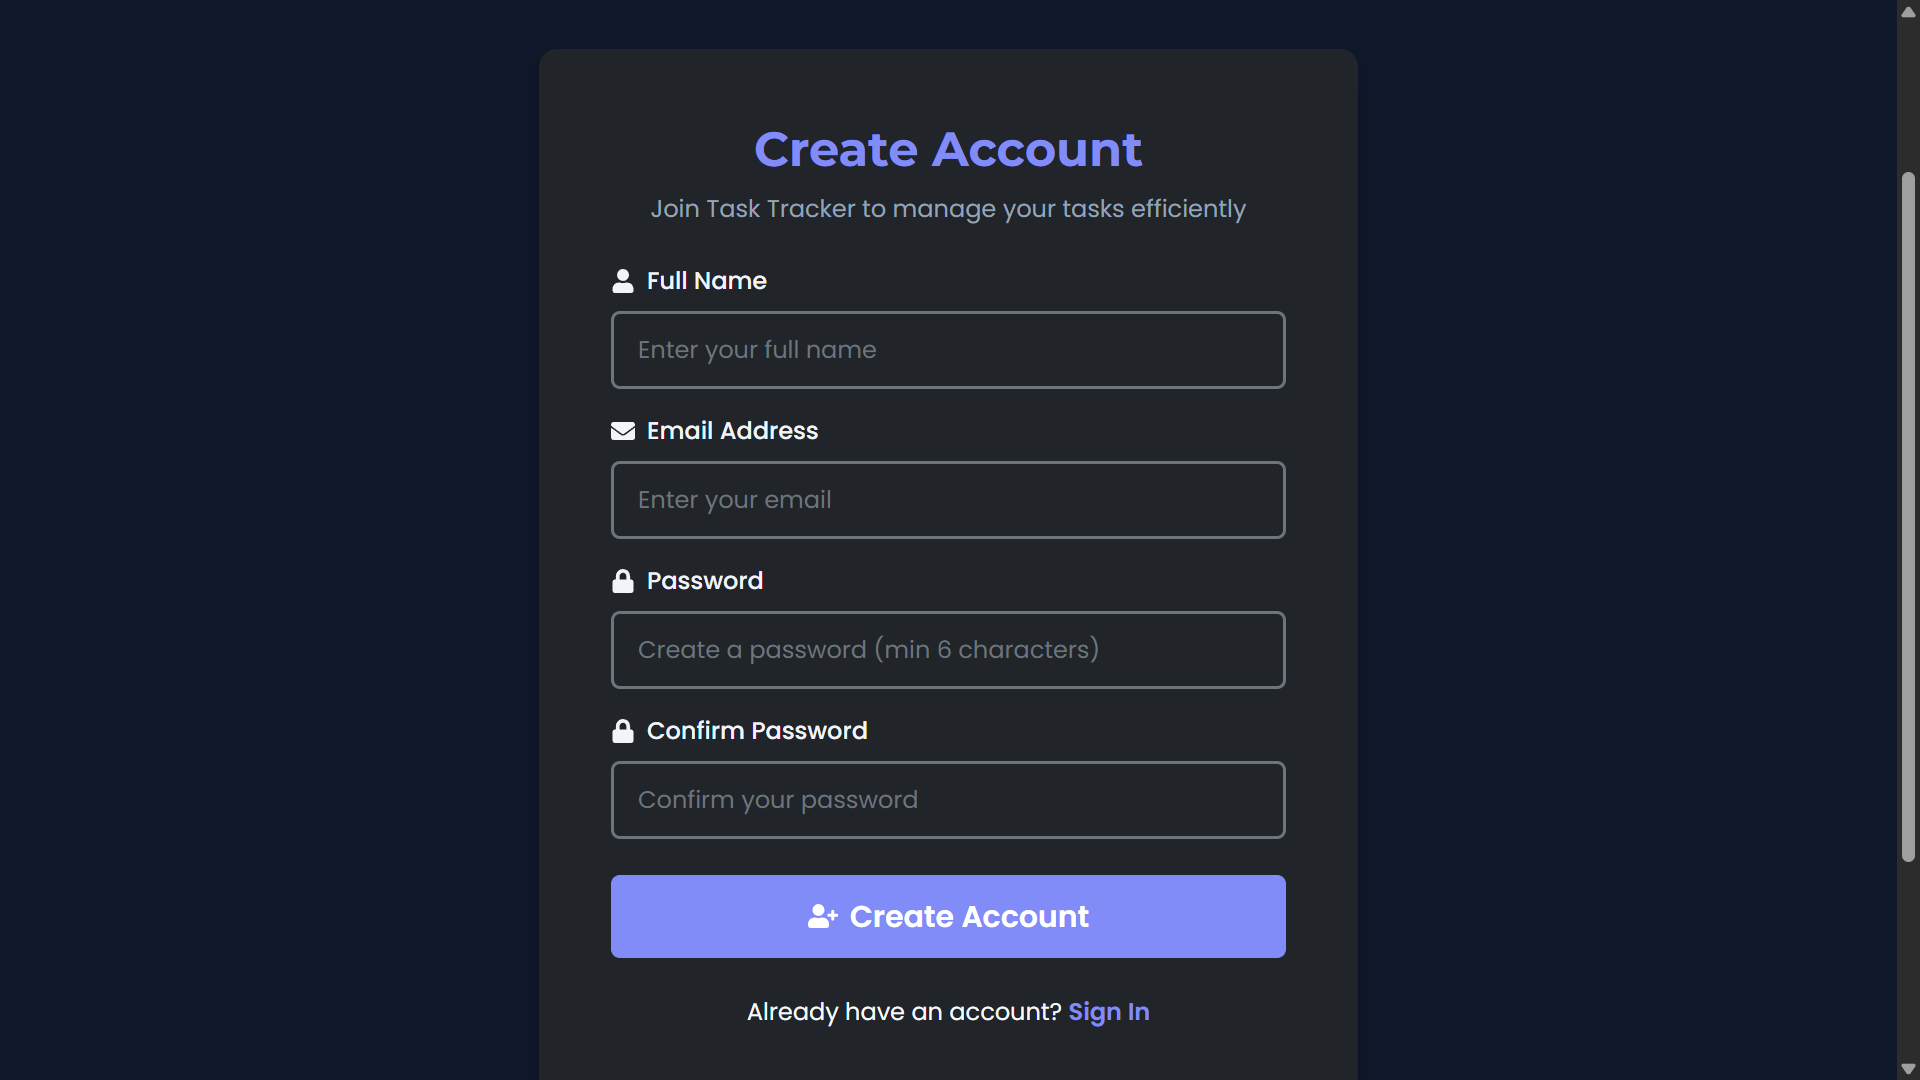 Create Account
Join Task Tracker to manage your tasks efficiently
Full Name
Enter your full name
Email Address
Enter your email
Password
Create a password (min 6 characters)
Confirm Password
Confirm your password
Create Account
Already have an account? Sign In